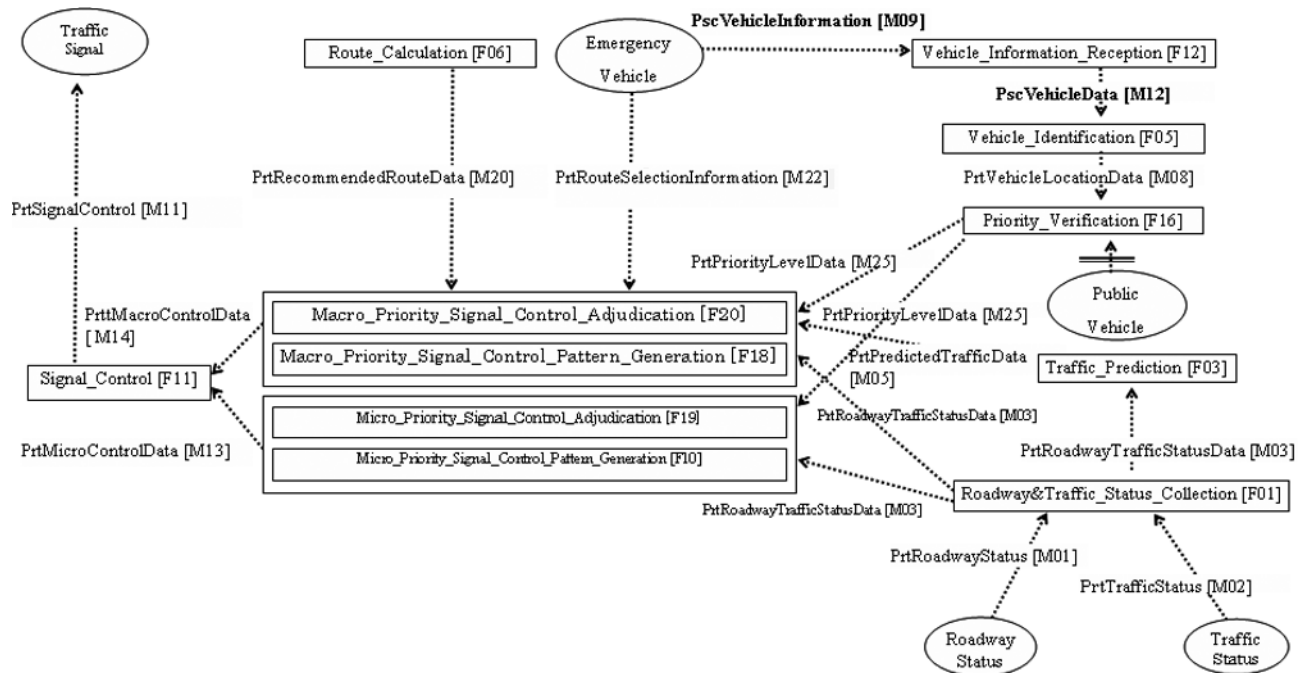 PscVehicleInformation [M09]
Traffic
Signal
Route_Calculation [F06]
Emergency
Vehicle
Vehicle_Information_Reception [F12]
PscVehicleData [M12]
Vehicle_Identification [F05]
PrtRecommendedRouteData [M20]
PrtRouteSelectionInformation [M22]
PrtVehicleLocationData [M08]
PrtSignalControl [M11]
Priority_Verification [F16]
PrtPriorityLevelData [M25]
Public
Vehicle
PrttMacroControlData
[M14]
Macro_Priority_Signal_Control_Adjudication [F20]
PrtPriorityLevelData [M25]
Macro_Priority_Signal_Control_Pattern_Generation [F18]
PrtPredictedTrafficData
[M05]
Traffic_Prediction [F03]
Signal_Control [F11]
Micro_Priority_Signal_Control_Adjudication [F19]
PrtRoadwayTrafficStatusData [M03]
PrtMicroControlData [M13]
Micro_Priority_Signal_Control_Pattern_Generation [F10]
PrtRoadwayTrafficStatusData [M03]
Roadway&Traffic_Status_Collection [F01]
PrtRoadwayTrafficStatusData [M03]
PrtRoadwayStatus [M01]
PrtTrafficStatus [M02]
Roadway
Status
Traffic
Status